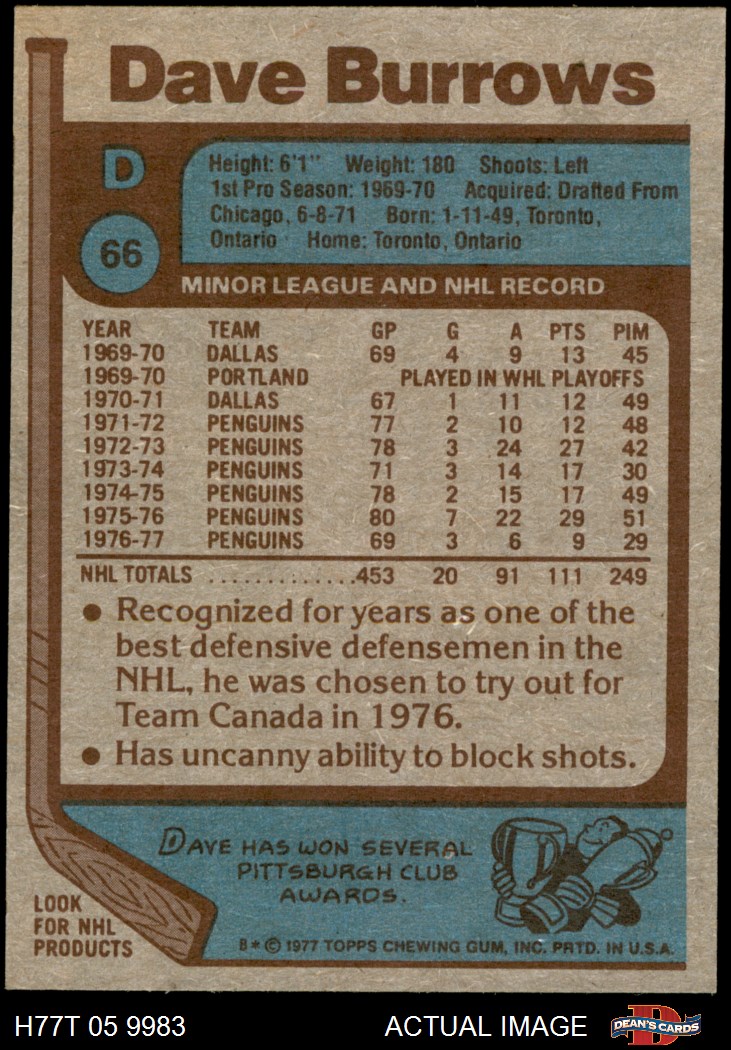 Dave Burrows
D
66
Height: 6'1" Weight: 180 Shoots: Left
1st Pro Season: 1969-70 Acquired: Drafted From
Chicago, 6-8-71 Born: 1-11-49, Toronto,
Ontario Home: Toronto, Ontario
MINOR LEAGUE AND NHL RECORD
YEAR TEAM GP G A PTS PIM
1969-70 DALLAS 69 4 9 13 45
1969-70 PORTLAND PLAYED IN WHL PLAYOFFS
1970-71 DALLAS 67 1 11 12 49
1971-72 PENGUINS 77 2 10 12 48
1972-73 PENGUINS 78 3 24 27 42
1973-74 PENGUINS 71 3 14 17 30
1974-75 PENGUINS 78 2 15 17 49
1975-76 PENGUINS 80 7 22 29 51
1976-77 PENGUINS 69 3 6 9 29
NHL TOTALS .............453 20 91 111 249
● Recognized for years as one of the
best defensive defensemen in the
NHL, he was chosen to try out for
Team Canada in 1976.
● Has uncanny ability to block shots.
DAVE HAS WON SEVERAL
PITTSBURGH CLUB
AWARDS.
LOOK
FOR NHL
PRODUCTS
B * © 1977 TOPPS CHEWING GUM, INC. PRTD. IN U.S.A.
H77T 05 9983 ACTUAL IMAGE
D
DEAN'S CARDS